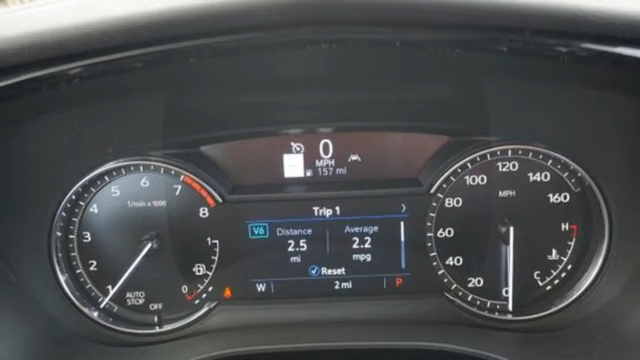 0
MPH
157 mi
Trip 1
V6
Distance
Average
2.5
2.2
mi
mpg
Reset
W
2 mi
P
1/min x 1000
1
2
3
4
5
6
7
8
AUTO
STOP
OFF
1
0
MPH
0
20
40
60
80
100
120
140
160
H
C